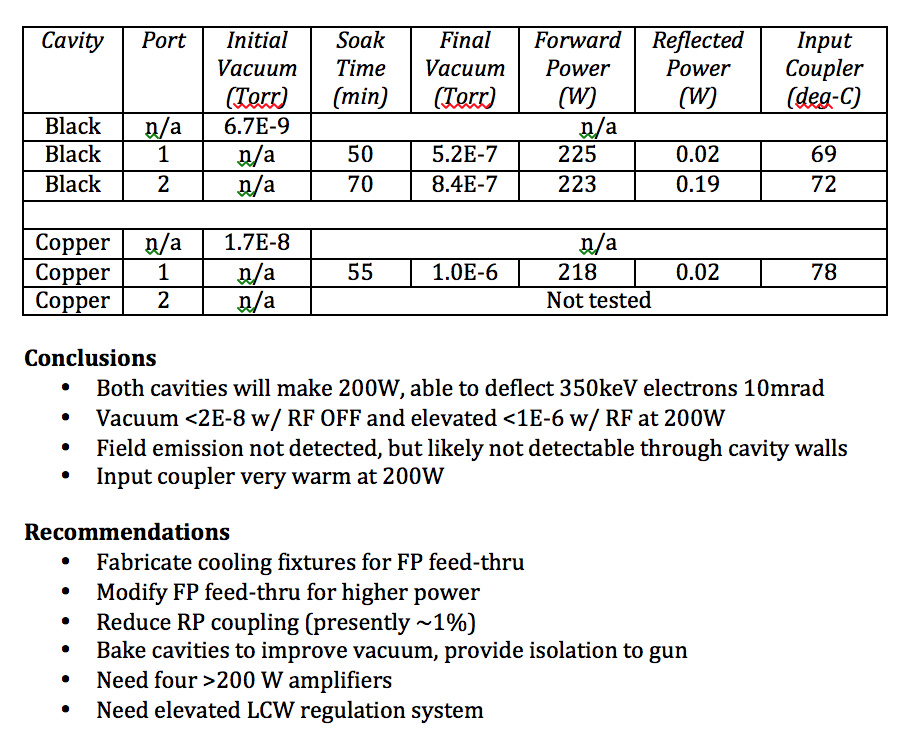 Cavity Port Initial Vacuum (Torr) Soak Time (min) Final Vacuum (Torr) Forward Power (W) Reflected Power (W) Input Coupler (deg-C)
Black n/a 6.7E-9 n/a
Black 1 n/a 50 5.2E-7 225 0.02 69
Black 2 n/a 70 8.4E-7 223 0.19 72
Copper n/a 1.7E-8 n/a
Copper 1 n/a 55 1.0E-6 218 0.02 78
Copper 2 n/a Not tested
Conclusions
• Both cavities will make 200W, able to deflect 350keV electrons 10mrad
• Vacuum <2E-8 w/ RF OFF and elevated <1E-6 w/ RF at 200W
• Field emission not detected, but likely not detectable through cavity walls
• Input coupler very warm at 200W
Recommendations
• Fabricate cooling fixtures for FP feed-thru
• Modify FP feed-thru for higher power
• Reduce RP coupling (presently ~1%)
• Bake cavities to improve vacuum, provide isolation to gun
• Need four >200 W amplifiers
• Need elevated LCW regulation system